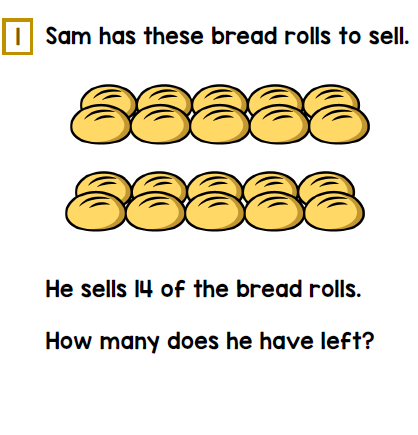 1 Sam has these bread rolls to sell.
He sells 14 of the bread rolls.
How many does he have left?